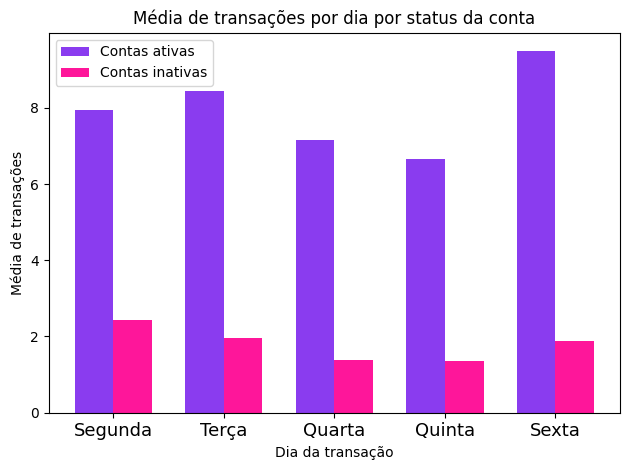 Média de transações por dia por status da conta
Contas ativas
Contas inativas
Média de transações
8
6
4
2
0
Segunda Terça Quarta Quinta Sexta
Dia da transação